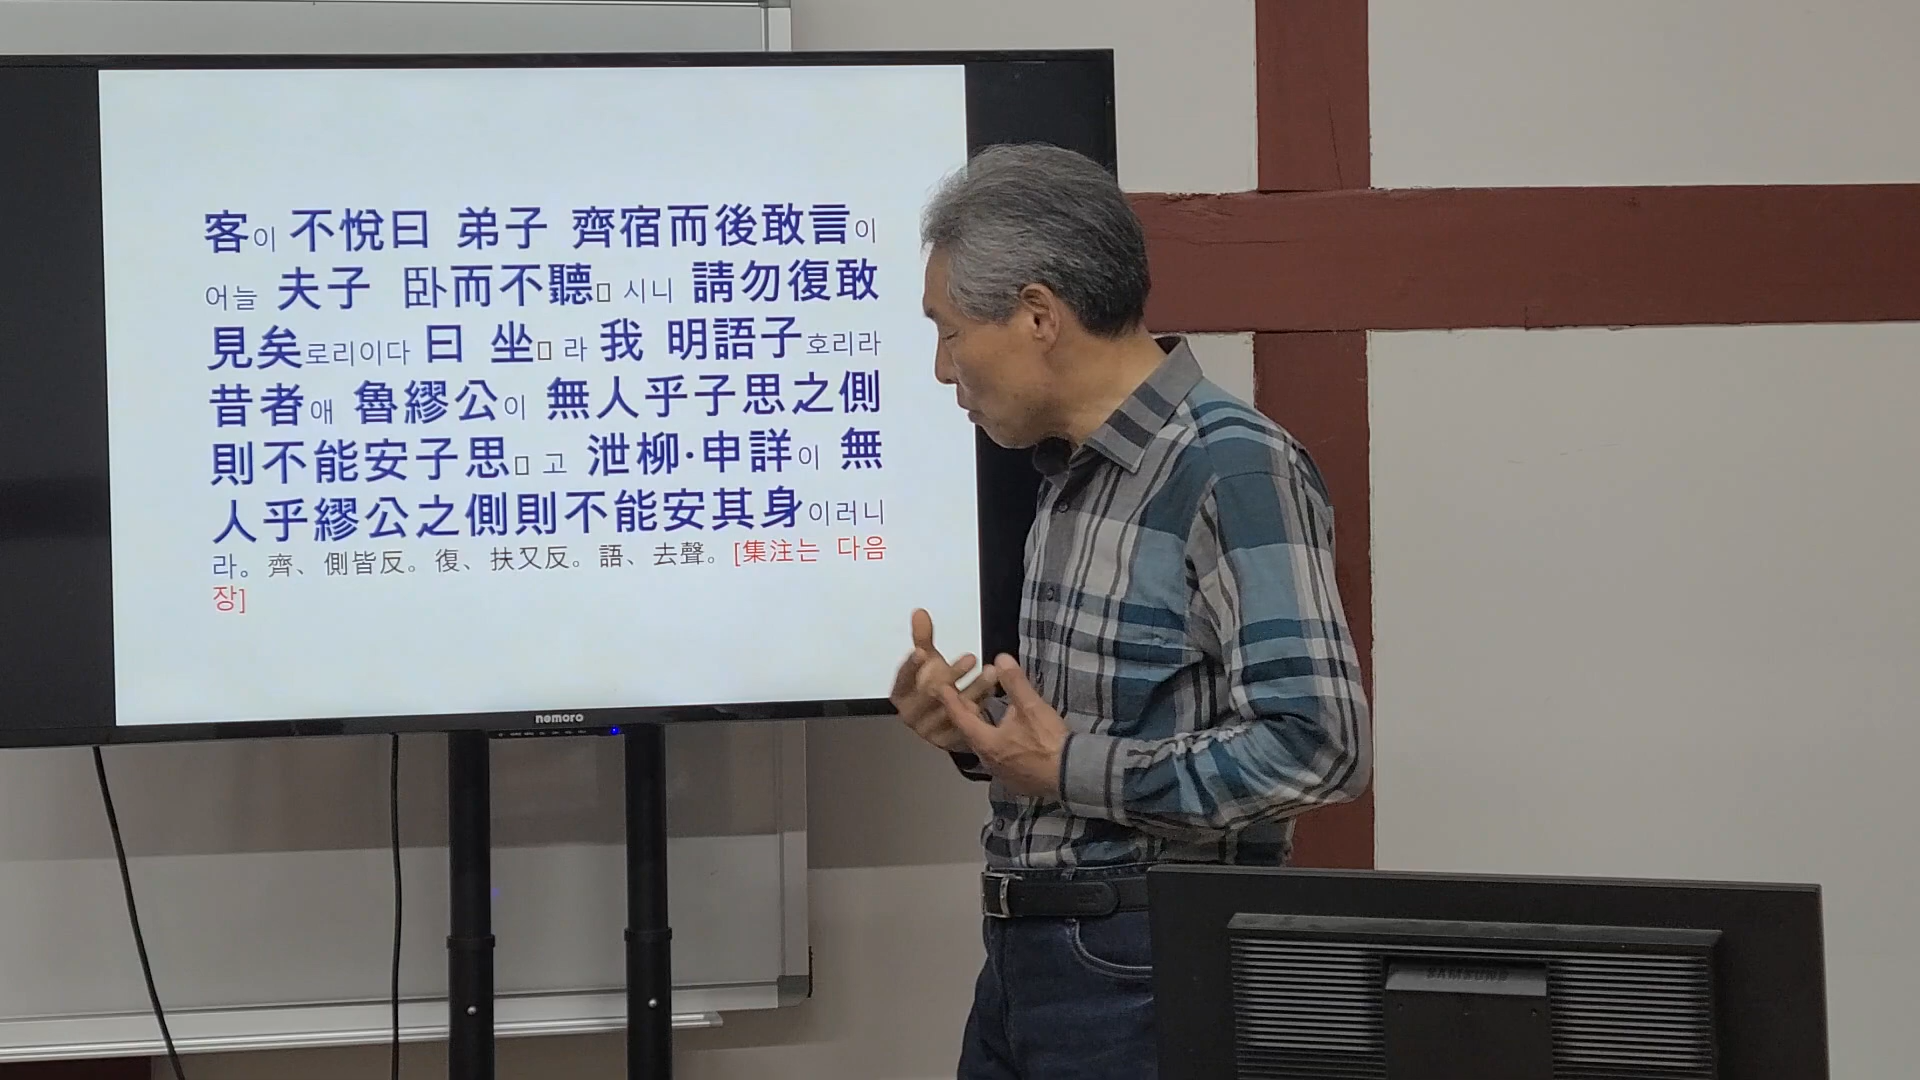 客이 不悅曰 弟子 齊宿而後敢言이
어늘 夫子 卧而不聽□ 시니 請勿復敢
見矣로리이다 曰 坐□ 라 我 明語子호리라
昔者애 魯繆公이 無人乎子思之側
則不能安子思□ 고 泄柳·申詳이 無
人乎繆公之側則不能安其身이러니
라。齊、側皆反。復、扶又反。語、去聲。[集注는 다음
장]
nemoro
SAMSUNG